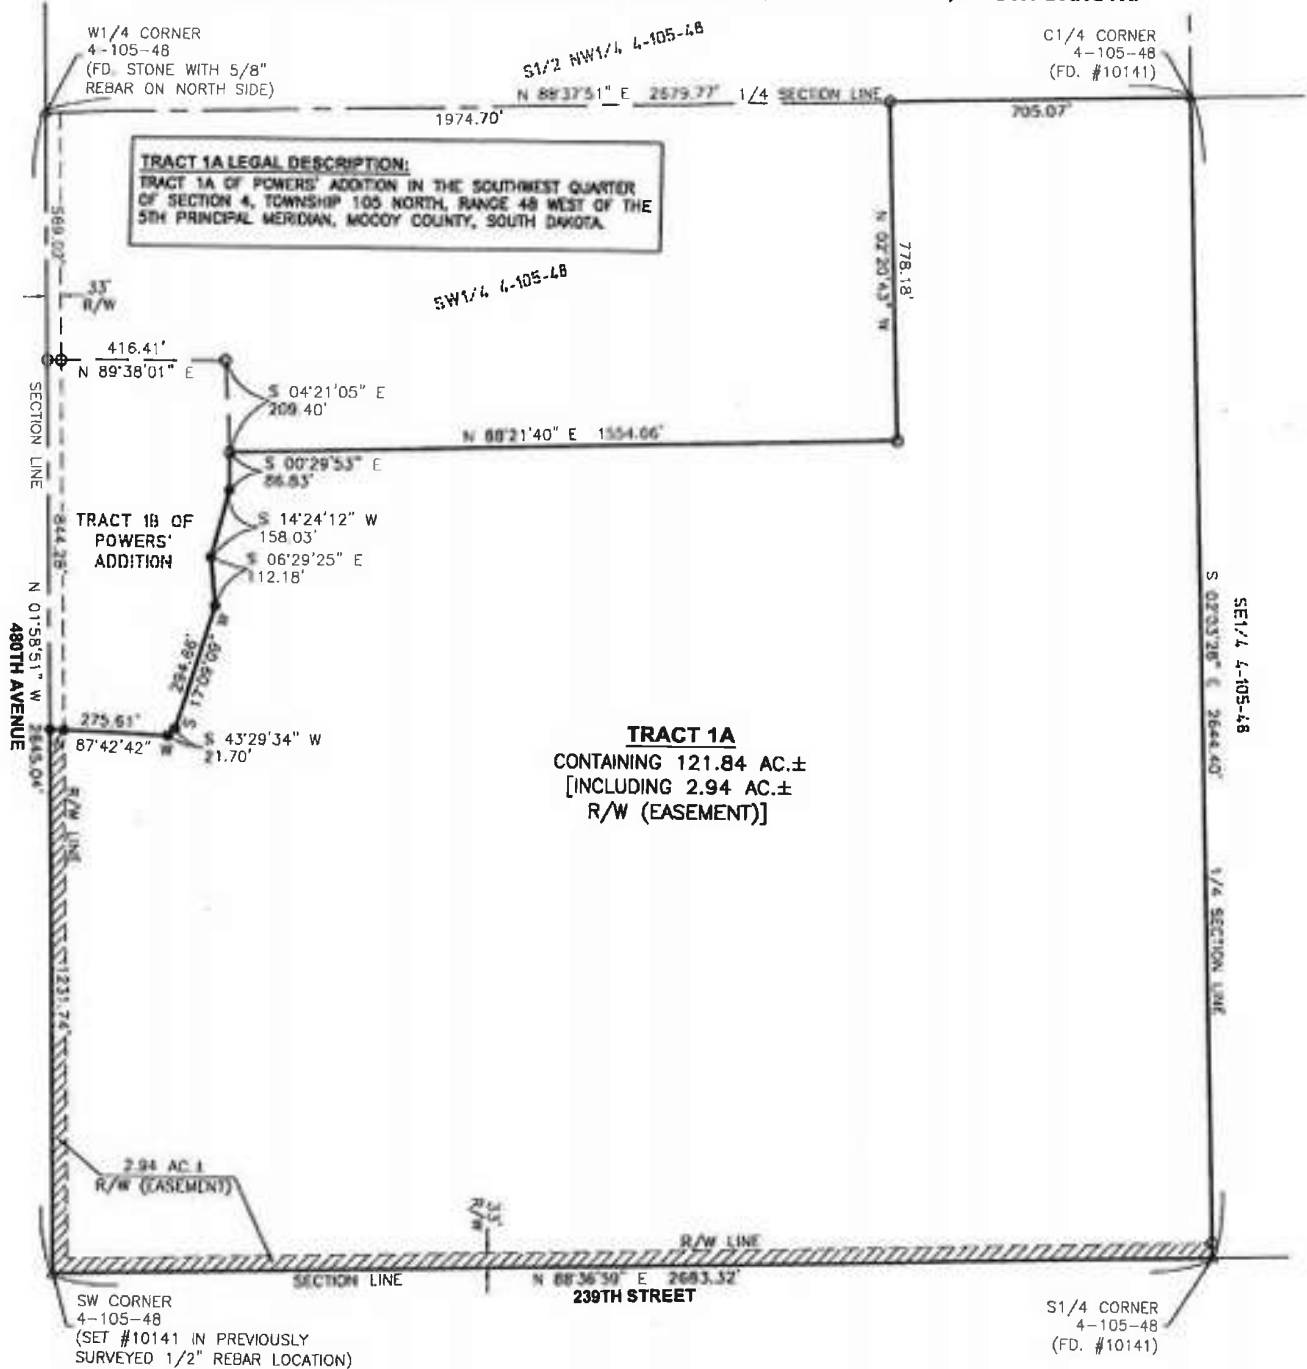 W1/4 CORNER
4-105-48
(FD. STONE WITH 5/8"
REBAR ON NORTH SIDE)
S1/2 NW1/4 4-105-48
C1/4 CORNER
4-105-48
(FD. #10141)
N 88°37'51" E 2679.77' 1/4 SECTION LINE
1974.70'
705.07'
TRACT 1A LEGAL DESCRIPTION:
TRACT 1A OF POWERS' ADDITION IN THE SOUTHWEST QUARTER
OF SECTION 4, TOWNSHIP 105 NORTH, RANGE 48 WEST OF THE
5TH PRINCIPAL MERIDIAN, MOODY COUNTY, SOUTH DAKOTA.
33'
R/W
SW1/4 4-105-48
N 02°20'43" W
778.18'
416.41'
N 89°38'01" E
S 04°21'05" E
209.40'
N 88°21'40" E 1554.06'
S 00°29'53" E
86.83'
S 14°24'12" W
158.03'
S 06°29'25" E
112.18'
TRACT 1B OF
POWERS'
ADDITION
SECTION LINE
844.28'
294.86'
S 17°09'09" W
N 01°58'51" W 2645.04'
480TH AVENUE
275.61'
87°42'42" W
S 43°29'34" W
21.70'
TRACT 1A
CONTAINING 121.84 AC.±
[INCLUDING 2.94 AC.±
R/W (EASEMENT)]
SE1/4 4-105-48
S 02°03'28" E 2644.40'
1/4 SECTION LINE
R/W LINE
1231.74'
2.94 AC.±
R/W (EASEMENT)
33'
R/W
R/W LINE
SECTION LINE
N 88°36'59" E 2683.32'
239TH STREET
SW CORNER
4-105-48
(SET #10141 IN PREVIOUSLY
SURVEYED 1/2" REBAR LOCATION)
S1/4 CORNER
4-105-48
(FD. #10141)